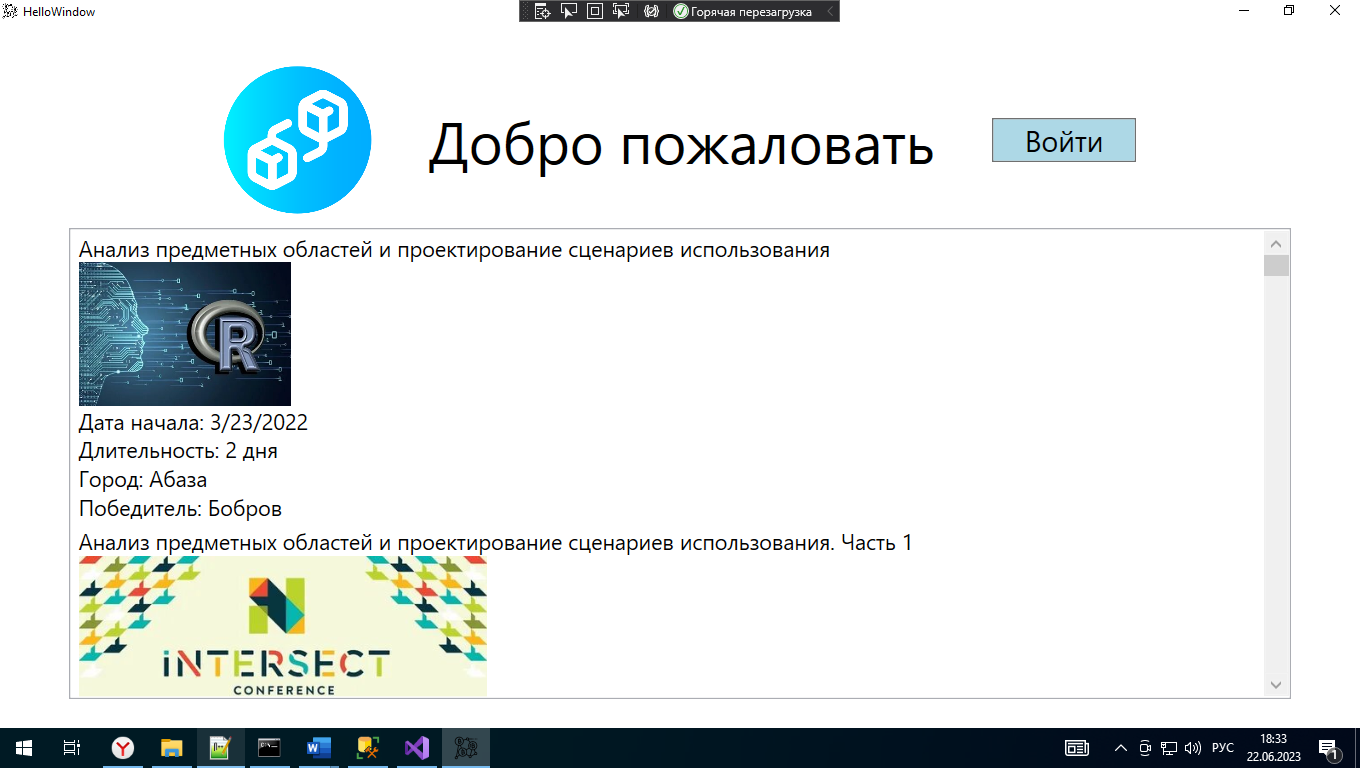 HelloWindow
Горячая перезагрузка
Добро пожаловать
Войти
Анализ предметных областей и проектирование сценариев использования
R
Дата начала: 3/23/2022
Длительность: 2 дня
Город: Абаза
Победитель: Бобров
Анализ предметных областей и проектирование сценариев использования. Часть 1
iNTERSECT
CONFERENCE
РУС
18:33
22.06.2023
1